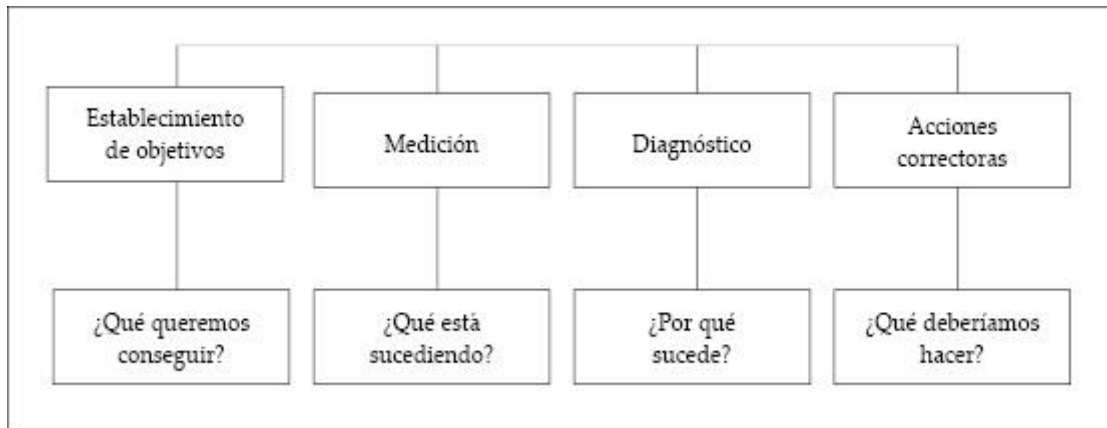 Establecimiento
de objetivos
Medición
Diagnóstico
Acciones
correctoras
¿Qué queremos
conseguir?
¿Qué está
sucediendo?
¿Por qué
sucede?
¿Qué deberíamos
hacer?